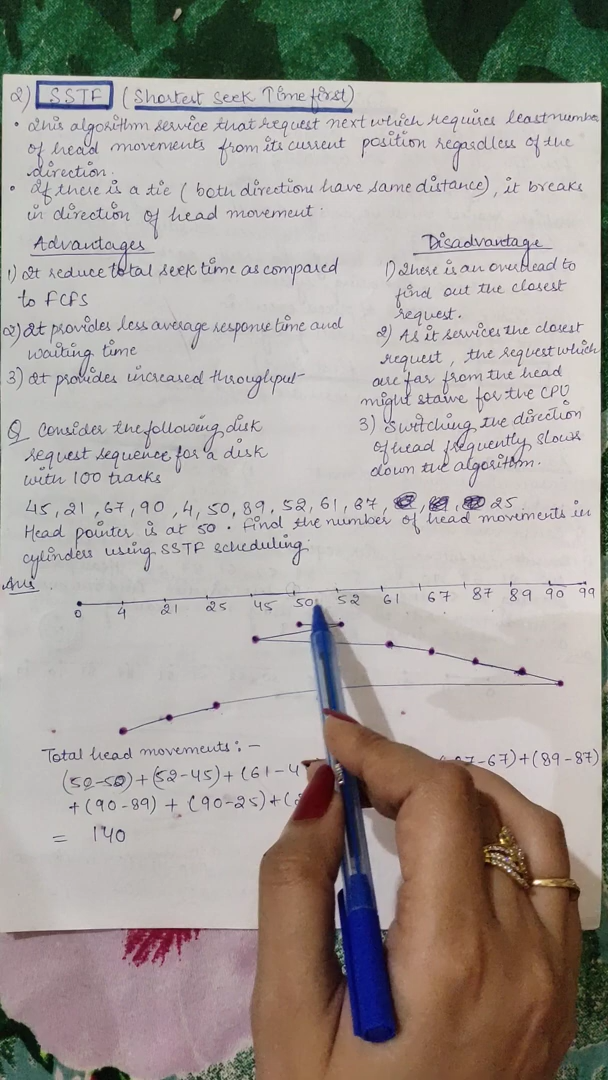 2) SSTF (Shortest Seek Time first)
• This algorithm service that request next which requires least number
of head movements from its current position regardless of the
direction.
• If there is a tie (both directions have same distance), it breaks
in direction of head movement.
Advantages
1) It reduce total seek time as compared
to FCFS
2) It provides less average response time and
waiting time
3) It provides increased throughput
Disadvantage
1) There is an overhead to
find out the closest
request.
2) As it services the closest
request, the request which
are far from the head
might starve for the CPU
3) Switching the direction
of head frequently slows
down the algorithm.
Q Consider the following disk
request sequence for a disk
with 100 tracks
45, 21, 67, 90, 4, 50, 89, 52, 61, 87, 25
Head pointer is at 50. Find the number of head movements in
cylinders using SSTF scheduling.
Ans
0 4 21 25 45 50 52 61 67 87 89 90 99
Total head movements :-
(52-50)+(52-45)+(61-4 -67)+(89-87)
+(90-89) + (90-25)+(
= 140